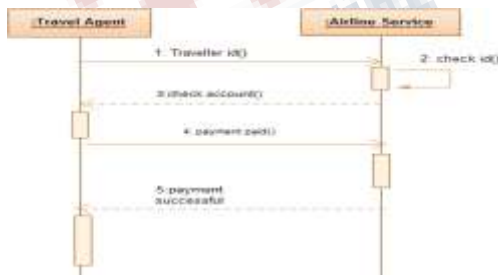 :Travel Agent
:Airline Service
1: Traveller id()
2: check id()
3:check account()
4: payment paid()
5:payment
successful